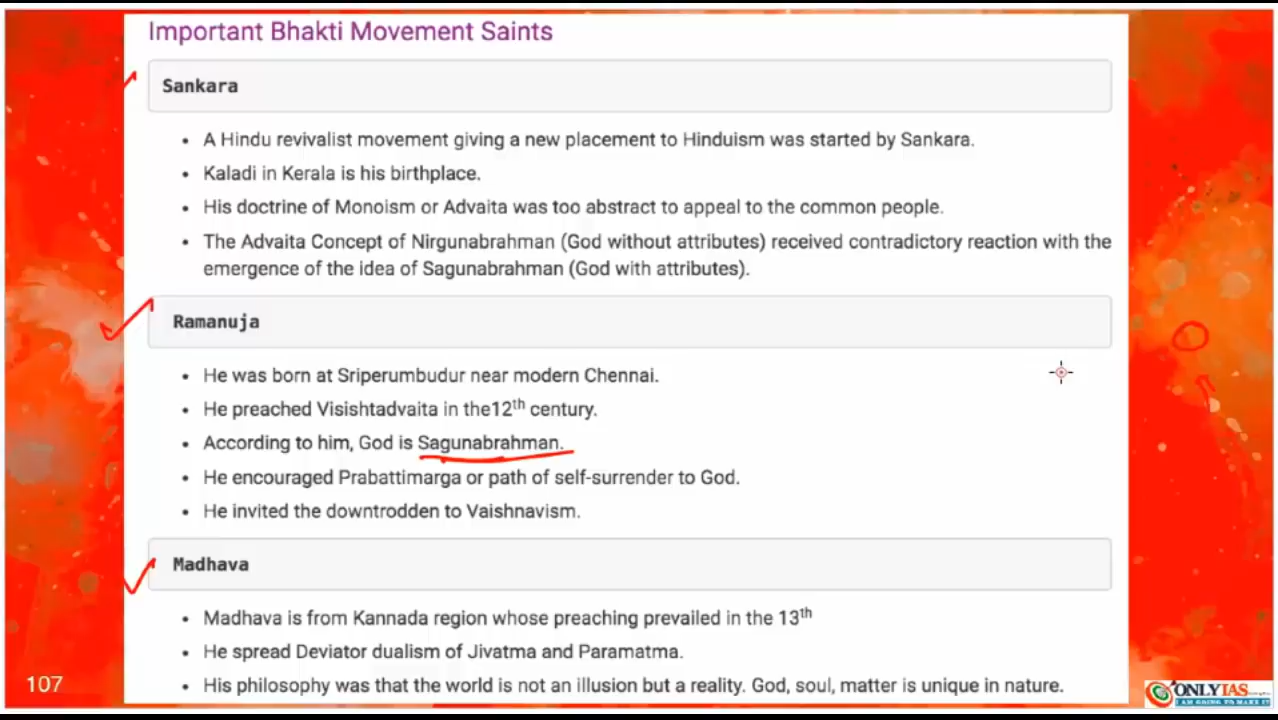 Important Bhakti Movement Saints
Sankara
• A Hindu revivalist movement giving a new placement to Hinduism was started by Sankara.
• Kaladi in Kerala is his birthplace.
• His doctrine of Monoism or Advaita was too abstract to appeal to the common people.
• The Advaita Concept of Nirgunabrahman (God without attributes) received contradictory reaction with the
emergence of the idea of Sagunabrahman (God with attributes).
Ramanuja
• He was born at Sriperumbudur near modern Chennai.
• He preached Visishtadvaita in the12th century.
• According to him, God is Sagunabrahman.
• He encouraged Prabattimarga or path of self-surrender to God.
• He invited the downtrodden to Vaishnavism.
Madhava
• Madhava is from Kannada region whose preaching prevailed in the 13th
• He spread Deviator dualism of Jivatma and Paramatma.
• His philosophy was that the world is not an illusion but a reality. God, soul, matter is unique in nature.
107
ONLYIAS
I AM GOING TO MAKE IT